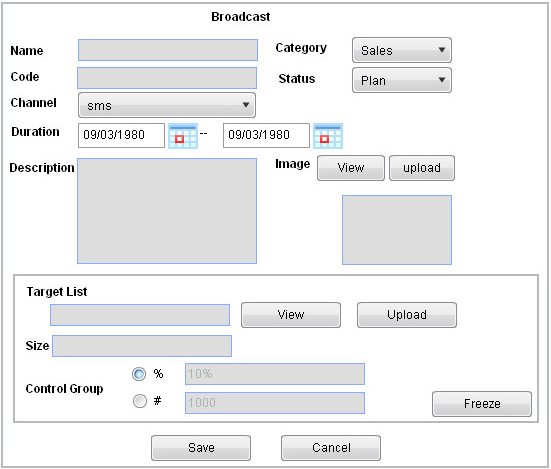 Broadcast
Name
Category Sales
Code
Status Plan
Channel sms
Duration 09/03/1980 -- 09/03/1980
Description
Image View upload
Target List
View Upload
Size
Control Group
% 10%
# 1000
Freeze
Save Cancel